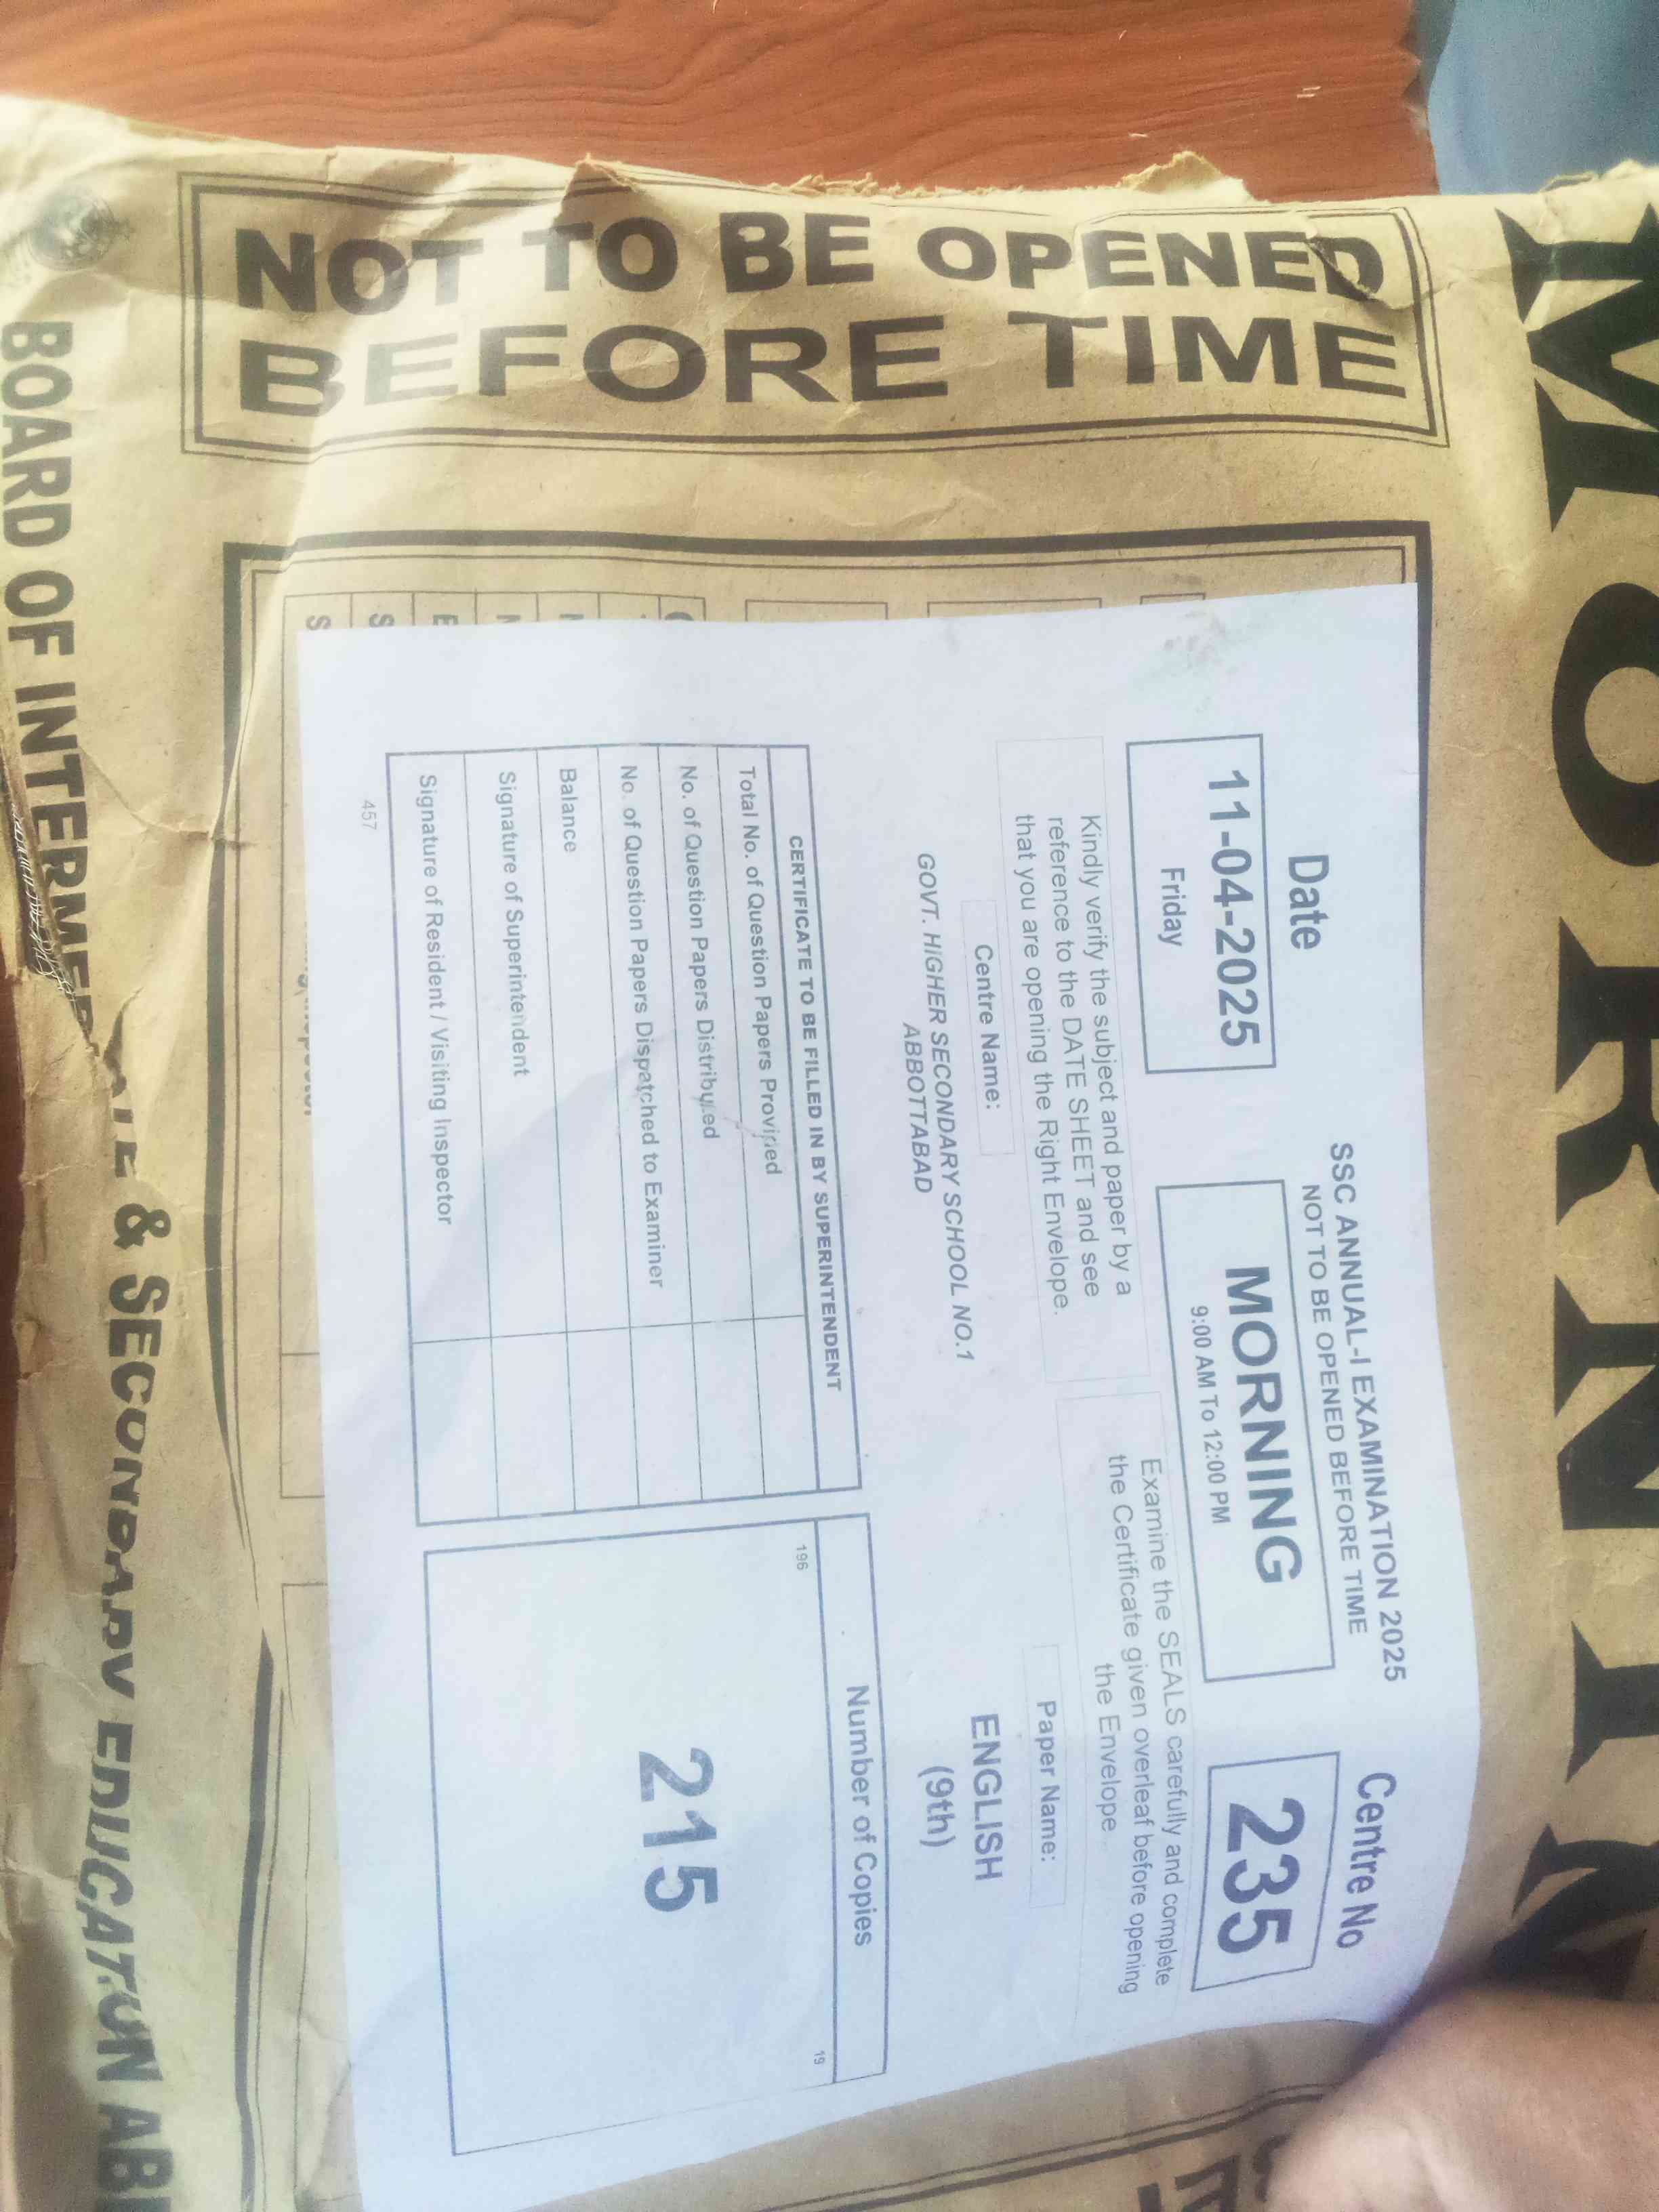 MORNIN
NOT TO BE OPENED
BEFORE TIME
SSC ANNUAL-I EXAMINATION 2025
NOT TO BE OPENED BEFORE TIME
Date
11-04-2025
Friday
MORNING
9:00 AM To 12:00 PM
Centre No
235
Kindly verify the subject and paper by a
reference to the DATE SHEET and see
that you are opening the Right Envelope.
Examine the SEALS carefully and complete
the Certificate given overleaf before opening
the Envelope
Centre Name:
GOVT. HIGHER SECONDARY SCHOOL NO.1
ABBOTTABAD
Paper Name:
ENGLISH
(9th)
CERTIFICATE TO BE FILLED IN BY SUPERINTENDENT
Total No. of Question Papers Provided
No. of Question Papers Distributed
No. of Question Papers Dispatched to Examiner
Balance
Signature of Superintendent
Signature of Resident / Visiting Inspector
457
Number of Copies
196
19
215
BOARD OF INTERMEDIATE & SECONDARY EDUCATION AB